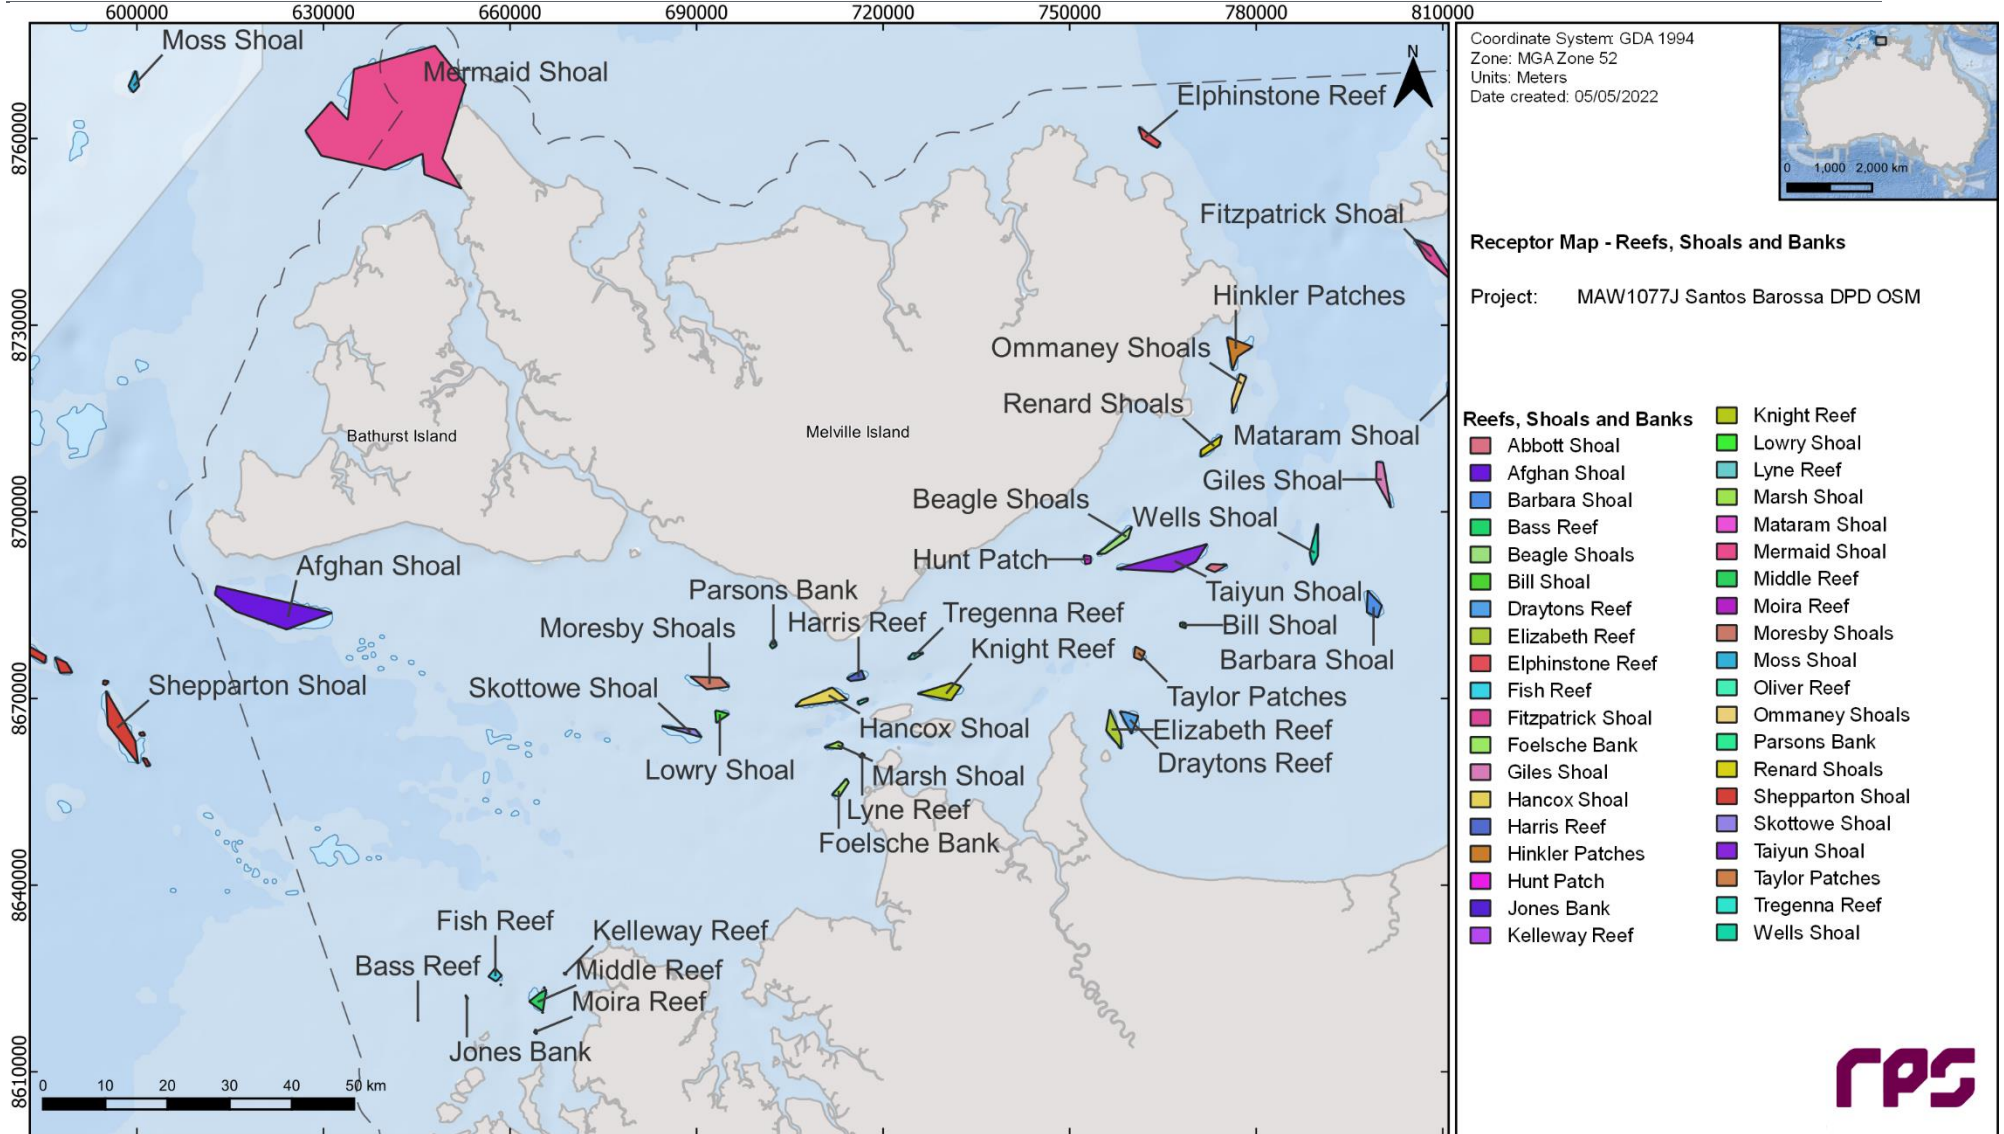 600000 630000 660000 690000 720000 750000 780000 810000
8760000
8730000
8700000
8670000
8640000
8610000
Moss Shoal
Mermaid Shoal
N
Elphinstone Reef
Fitzpatrick Shoal
Hinkler Patches
Ommaney Shoals
Renard Shoals
Mataram Shoal
Bathurst Island
Melville Island
Giles Shoal
Beagle Shoals
Wells Shoal
Hunt Patch
Afghan Shoal
Parsons Bank
Taiyun Shoal
Harris Reef
Tregenna Reef
Moresby Shoals
Bill Shoal
Knight Reef
Barbara Shoal
Shepparton Shoal
Skottowe Shoal
Taylor Patches
Hancox Shoal
Elizabeth Reef
Draytons Reef
Lowry Shoal
Marsh Shoal
Lyne Reef
Foelsche Bank
Fish Reef
Kelleway Reef
Bass Reef
Middle Reef
Moira Reef
Jones Bank
0 10 20 30 40 50 km
Coordinate System: GDA 1994
Zone: MGA Zone 52
Units: Meters
Date created: 05/05/2022
0 1,000 2,000 km
Receptor Map - Reefs, Shoals and Banks
Project: MAW1077J Santos Barossa DPD OSM
Reefs, Shoals and Banks
Abbott Shoal
Afghan Shoal
Barbara Shoal
Bass Reef
Beagle Shoals
Bill Shoal
Draytons Reef
Elizabeth Reef
Elphinstone Reef
Fish Reef
Fitzpatrick Shoal
Foelsche Bank
Giles Shoal
Hancox Shoal
Harris Reef
Hinkler Patches
Hunt Patch
Jones Bank
Kelleway Reef
Knight Reef
Lowry Shoal
Lyne Reef
Marsh Shoal
Mataram Shoal
Mermaid Shoal
Middle Reef
Moira Reef
Moresby Shoals
Moss Shoal
Oliver Reef
Ommaney Shoals
Parsons Bank
Renard Shoals
Shepparton Shoal
Skottowe Shoal
Taiyun Shoal
Taylor Patches
Tregenna Reef
Wells Shoal
rps